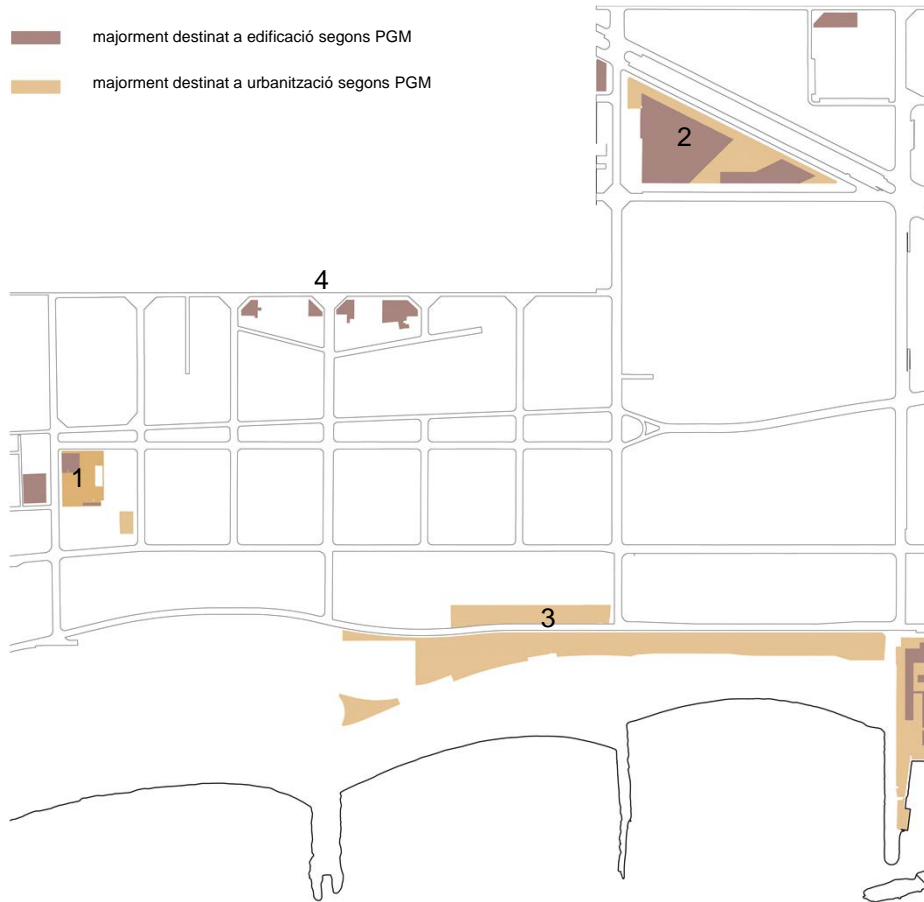 majorment destinat a edificació segons PGM
majorment destinat a urbanització segons PGM
2
4
1
3